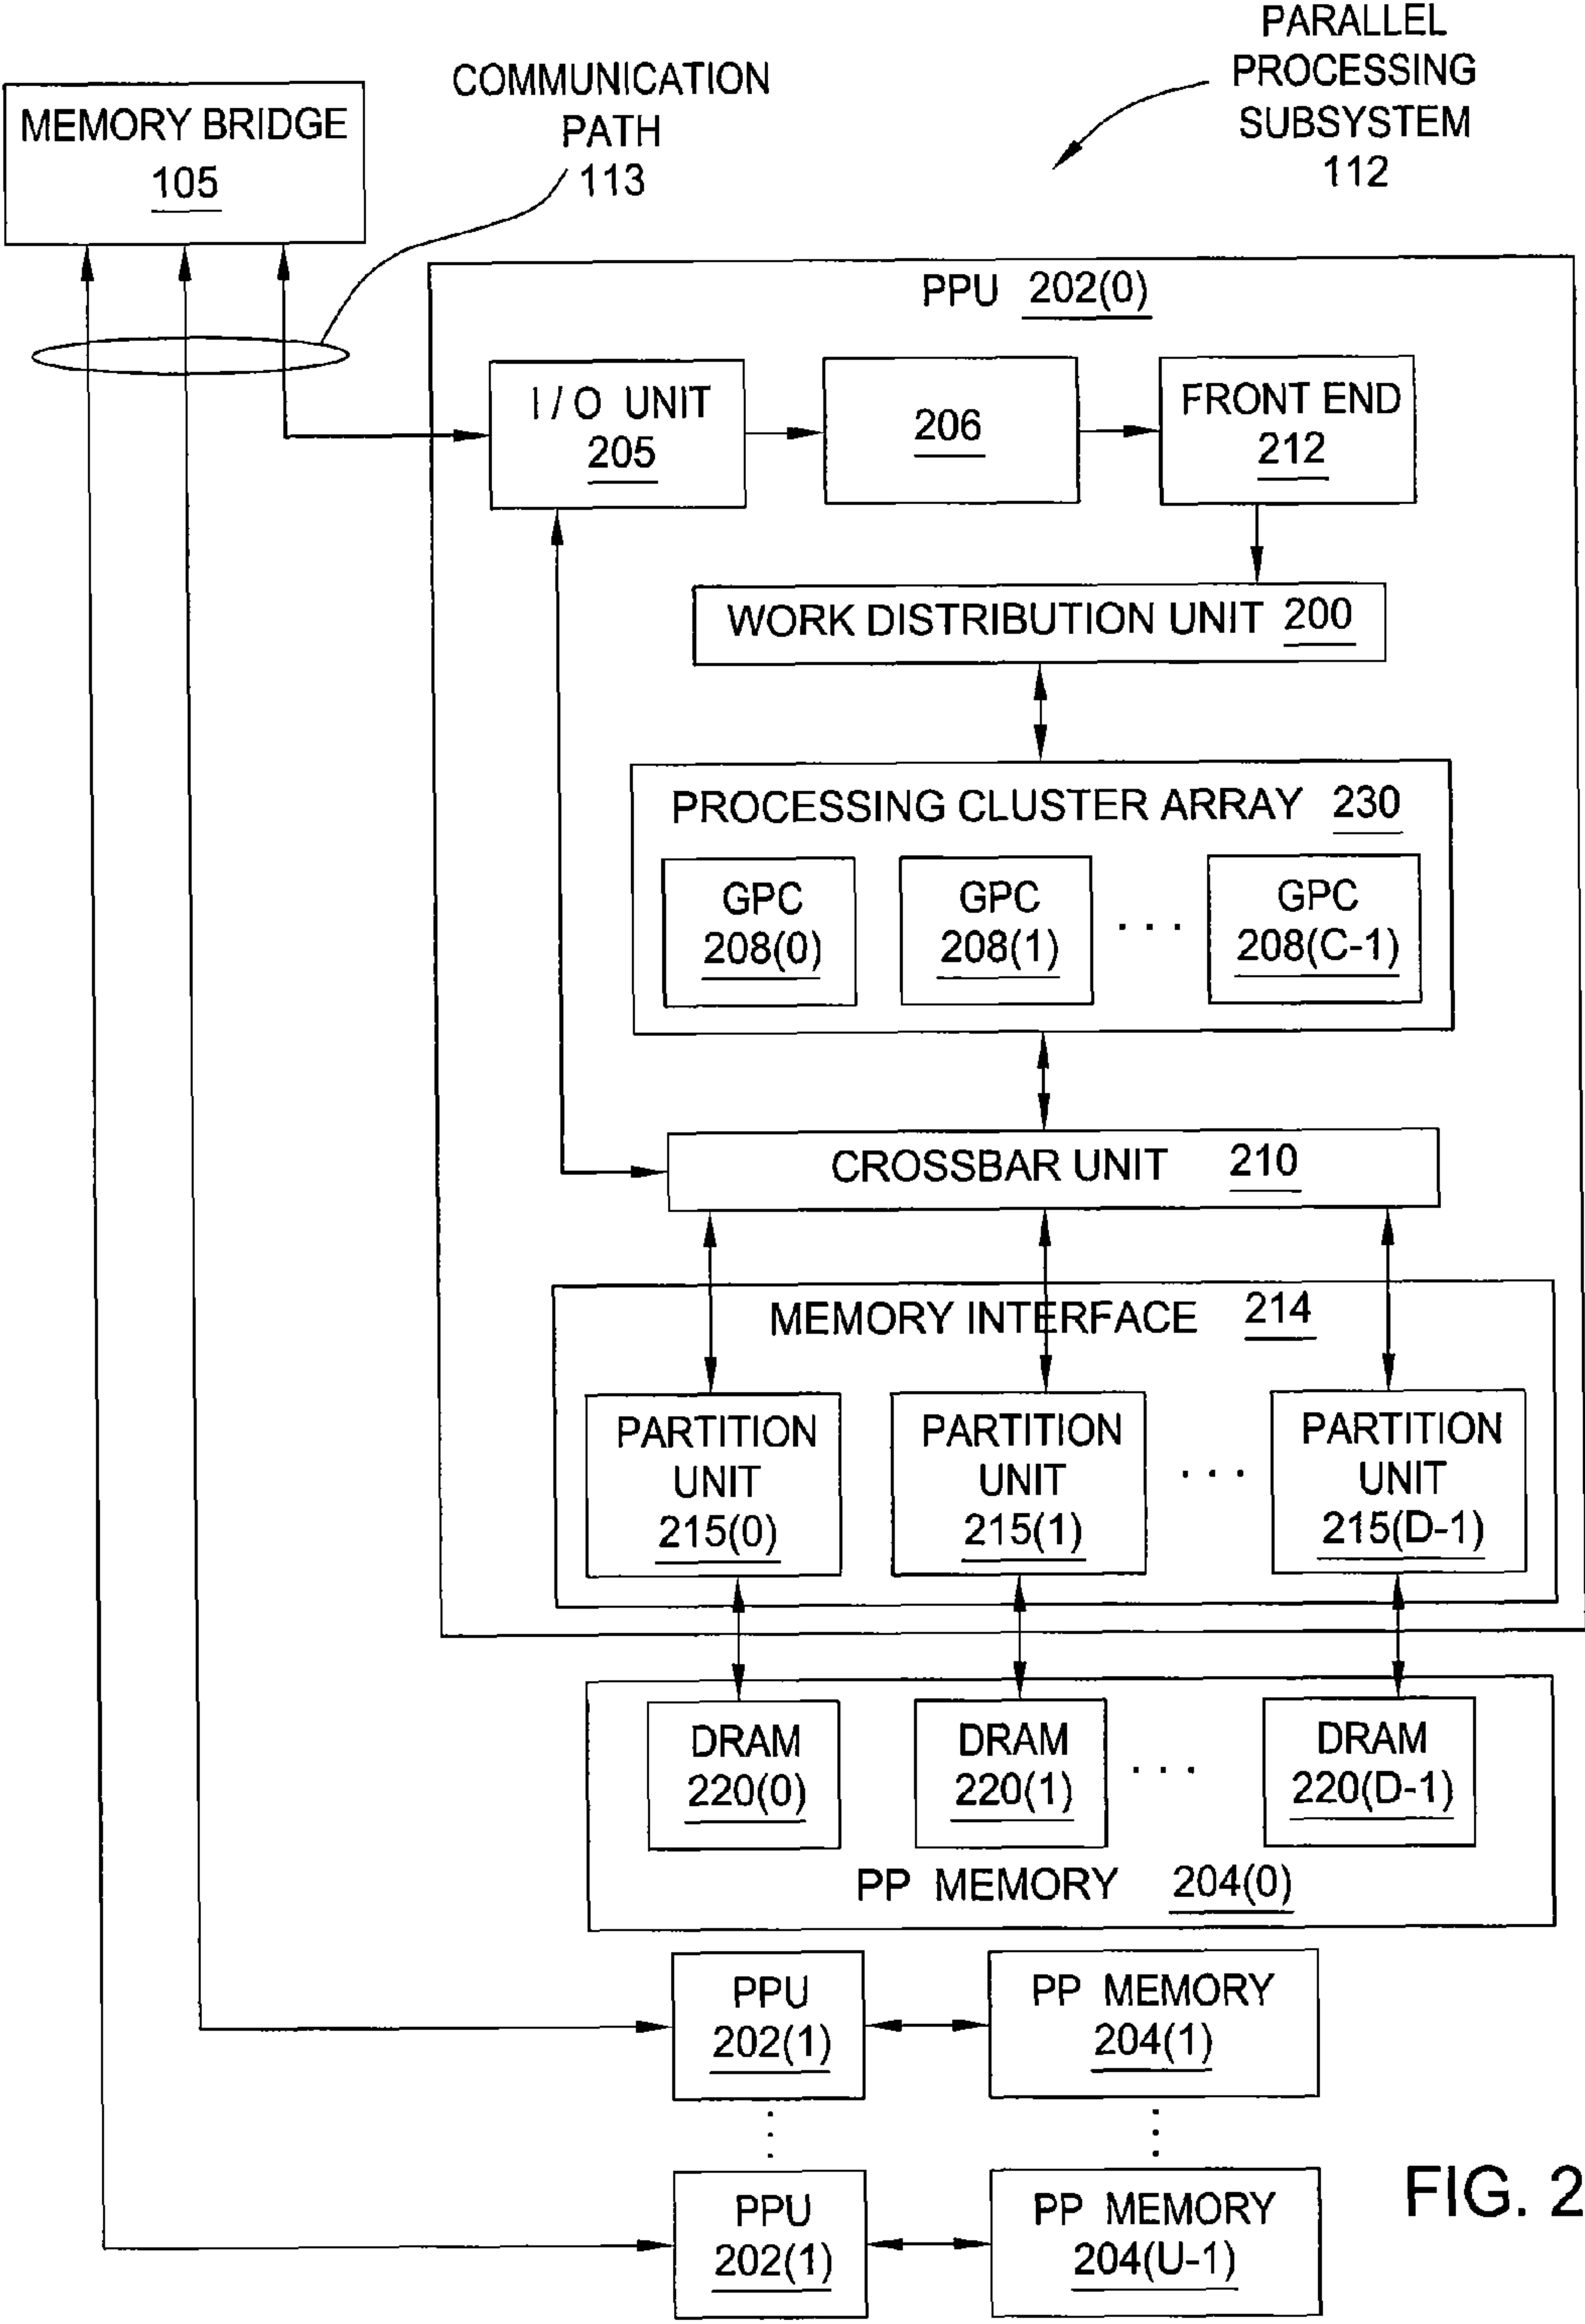 PARALLEL
PROCESSING
SUBSYSTEM
112
COMMUNICATION
PATH
113
MEMORY BRIDGE
105
PPU 202(0)
I / O UNIT
205
206
FRONT END
212
WORK DISTRIBUTION UNIT 200
PROCESSING CLUSTER ARRAY 230
GPC
208(0)
GPC
208(1)
. . .
GPC
208(C-1)
CROSSBAR UNIT 210
MEMORY INTERFACE 214
PARTITION
UNIT
215(0)
PARTITION
UNIT
215(1)
. . .
PARTITION
UNIT
215(D-1)
DRAM
220(0)
DRAM
220(1)
. . .
DRAM
220(D-1)
PP MEMORY 204(0)
PPU
202(1)
PP MEMORY
204(1)
PPU
202(1)
PP MEMORY
204(U-1)
FIG. 2